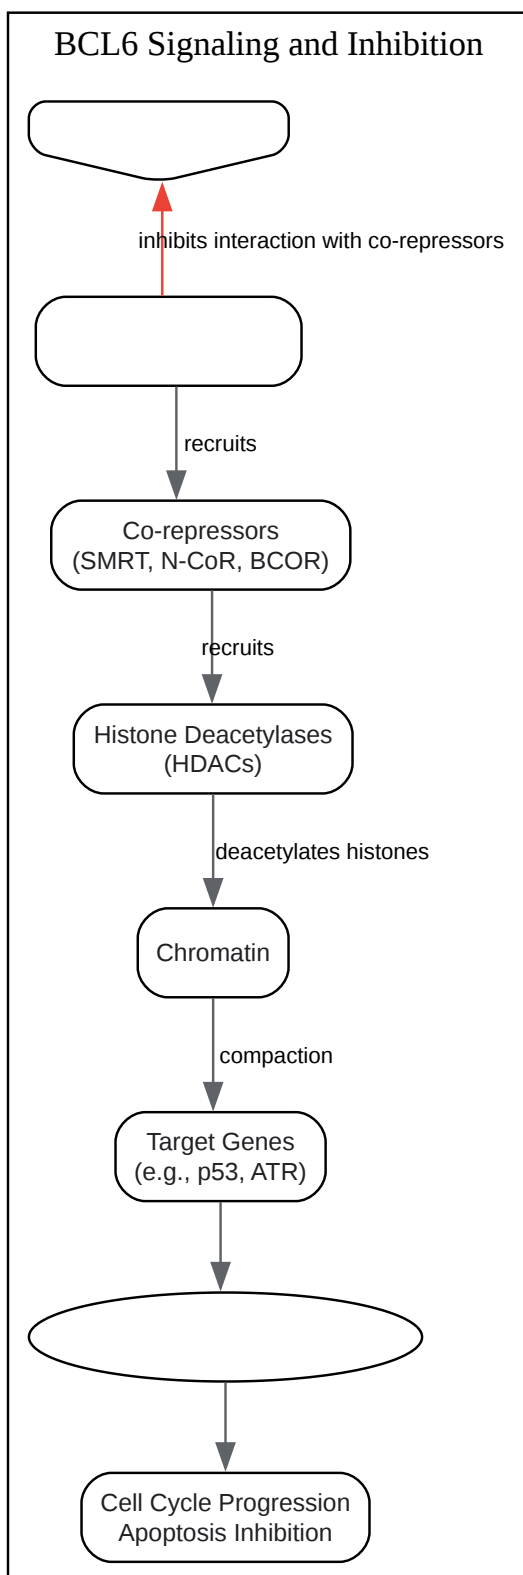 BCL6 Signaling and Inhibition
inhibits interaction with co-repressors
recruits
Co-repressors
(SMRT, N-CoR, BCOR)
recruits
Histone Deacetylases
(HDACs)
deacetylates histones
Chromatin
compaction
Target Genes
(e.g., p53, ATR)
Cell Cycle Progression
Apoptosis Inhibition